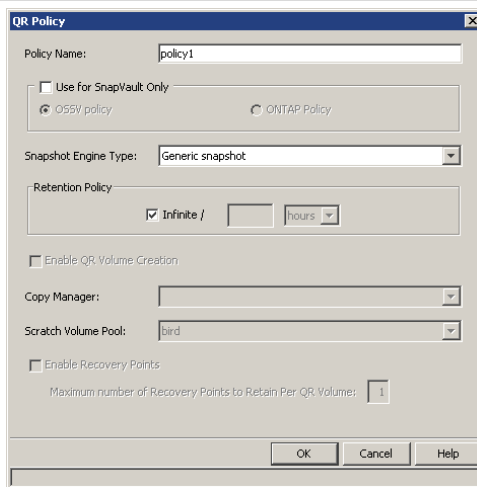 QR Policy
Policy Name: policy1
Use for SnapVault Only
OSSV policy ONTAP Policy
Snapshot Engine Type: Generic snapshot
Retention Policy
Infinite / hours
Enable QR Volume Creation
Copy Manager:
Scratch Volume Pool: bird
Enable Recovery Points
Maximum number of Recovery Points to Retain Per QR Volume: 1
OK Cancel Help